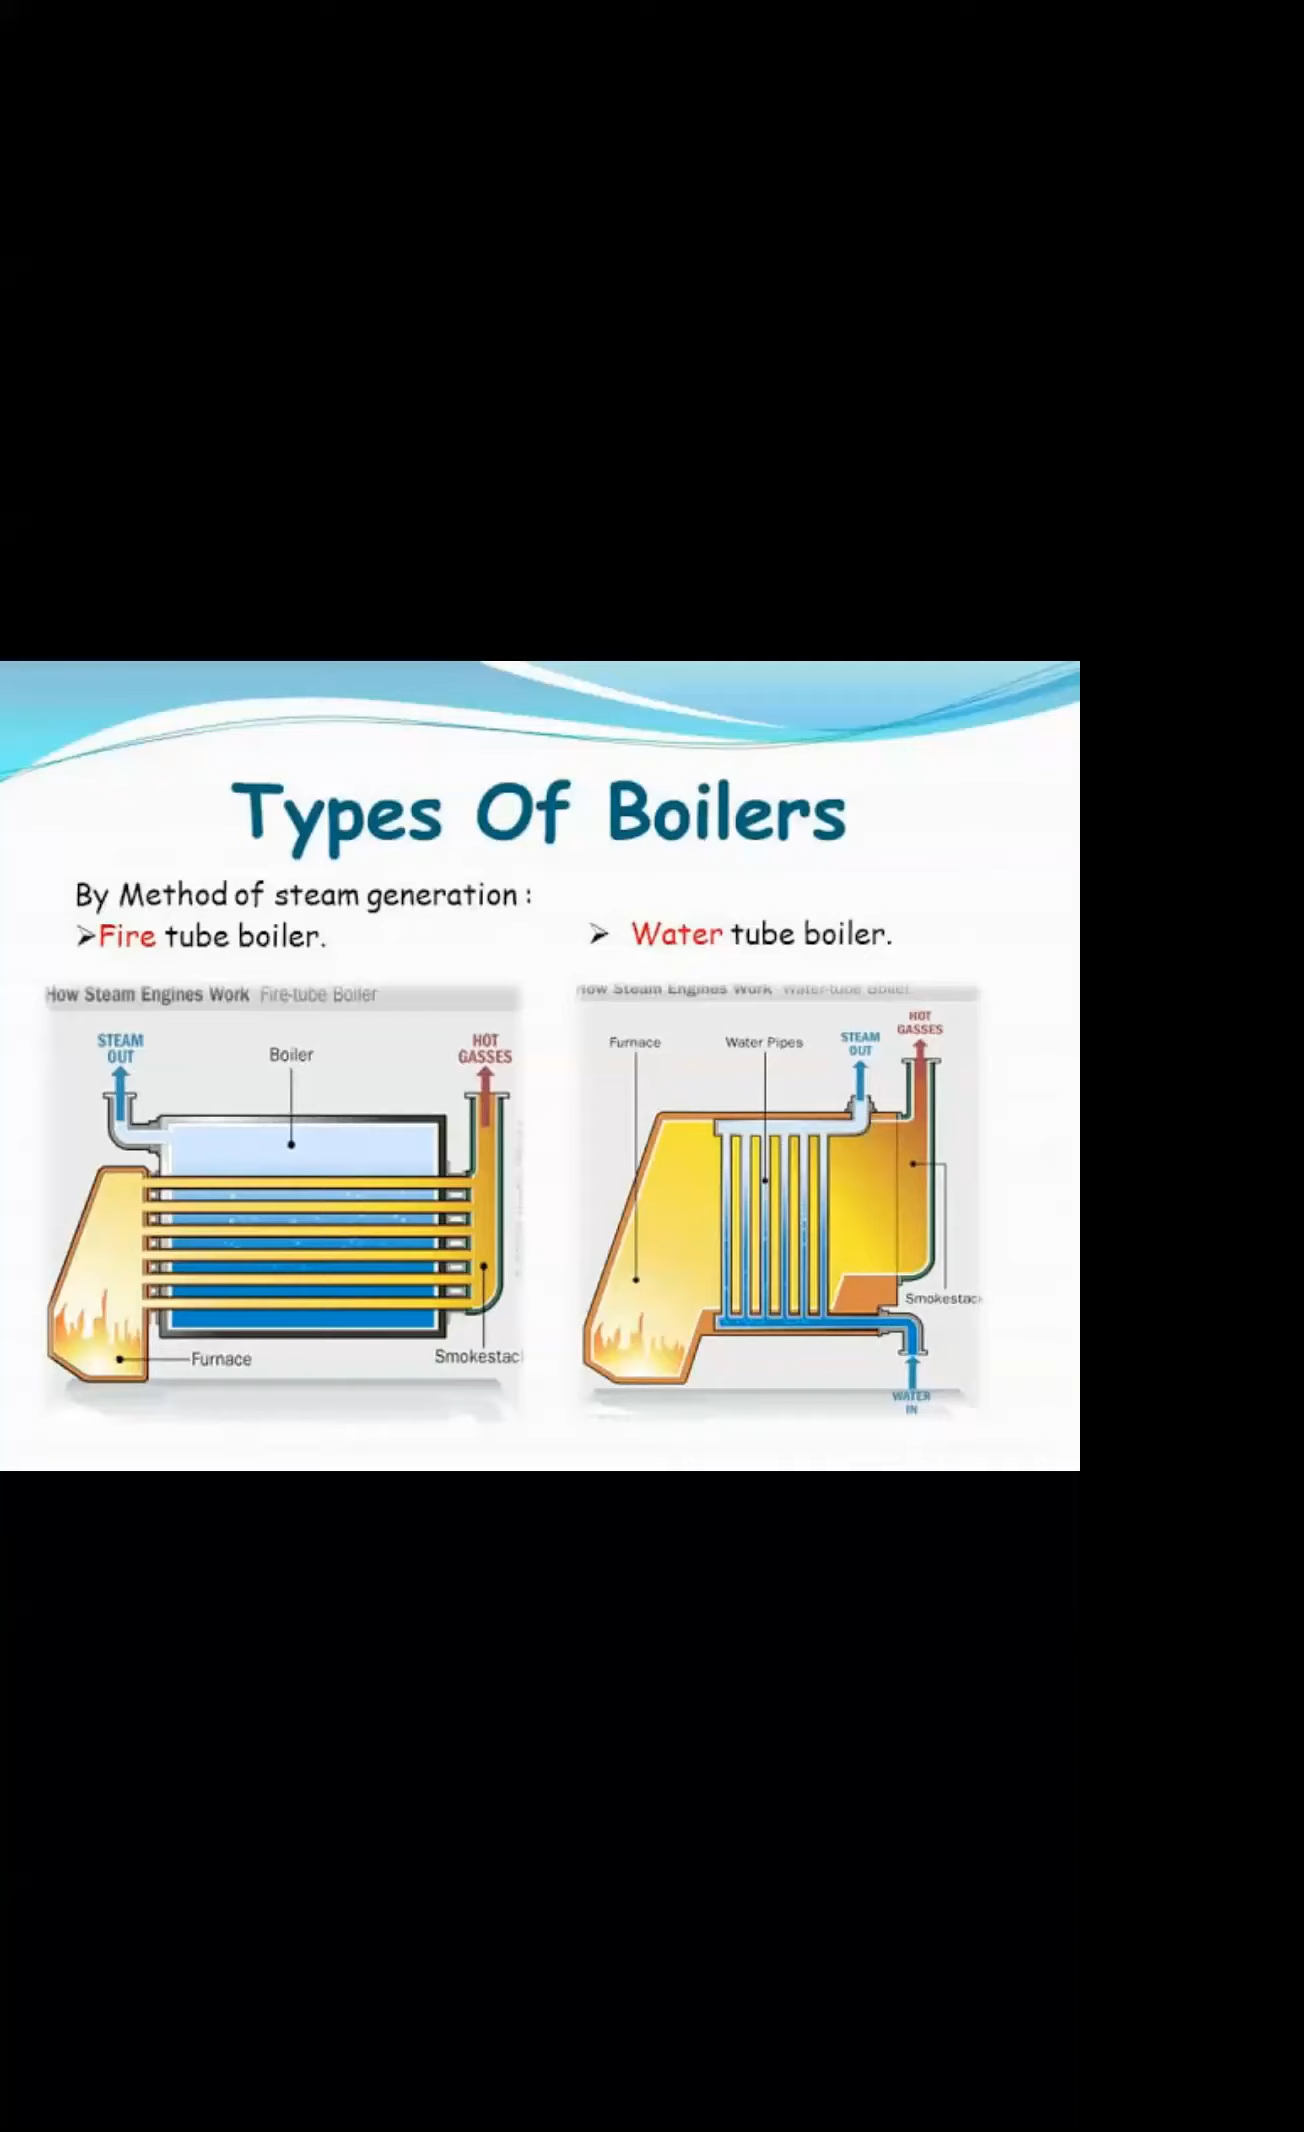 Types Of Boilers
By Method of steam generation :
➢Fire tube boiler.
➢ Water tube boiler.
How Steam Engines Work Fire-tube Boiler
STEAM
OUT
Boiler
HOT
GASSES
Furnace
Smokestac
How Steam Engines Work Water-tube Boiler
Furnace
Water Pipes
STEAM
OUT
HOT
GASSES
Smokestack
WATER
IN